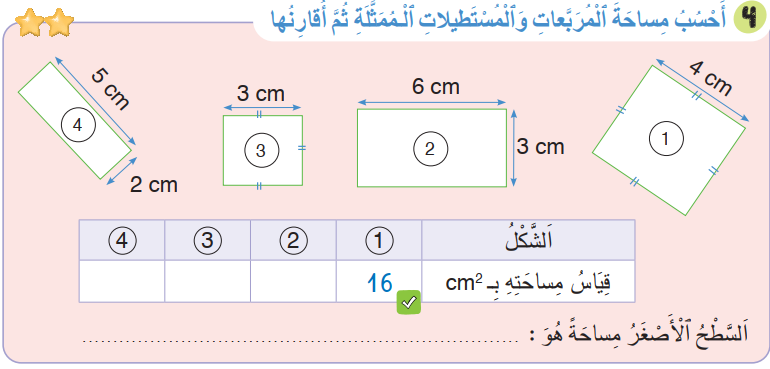 4 أَحْسُبُ مِساحَةَ ٱلْمُرَبَّعاتِ وَٱلْمُسْتَطيلاتِ ٱلْمُمَثَّلَةِ ثُمَّ أُقارِنُها
4 cm
1
6 cm
3 cm
2
3 cm
3
5 cm
2 cm
4
اَلشَّكْلُ 1 2 3 4
قِيَاسُ مِساحَتِهِ بِـ cm² 16
اَلسَّطْحُ ٱلْأَصْغَرُ مِساحَةً هُوَ : ........................